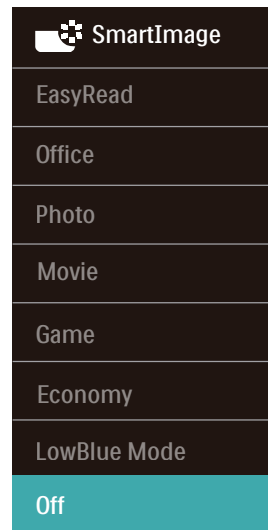 SmartImage
EasyRead
Office
Photo
Movie
Game
Economy
LowBlue Mode
Off